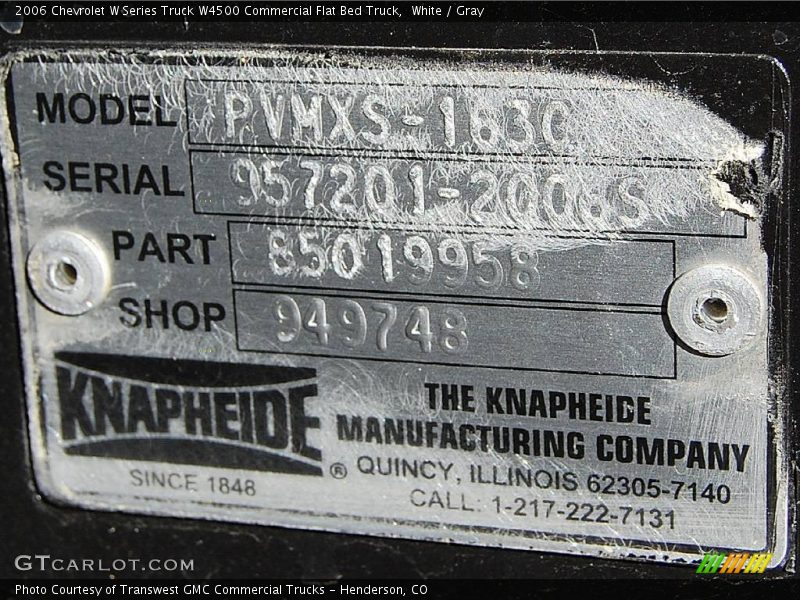 2006 Chevrolet W Series Truck W4500 Commercial Flat Bed Truck, White / Gray
MODEL PVMXS-163C
SERIAL 957201-2006S
PART 85019958
SHOP 949748
KNAPHEIDE ®
SINCE 1848
THE KNAPHEIDE
MANUFACTURING COMPANY
QUINCY, ILLINOIS 62305-7140
CALL: 1-217-222-7131
GTCARLOT.COM
Photo Courtesy of Transwest GMC Commercial Trucks - Henderson, CO